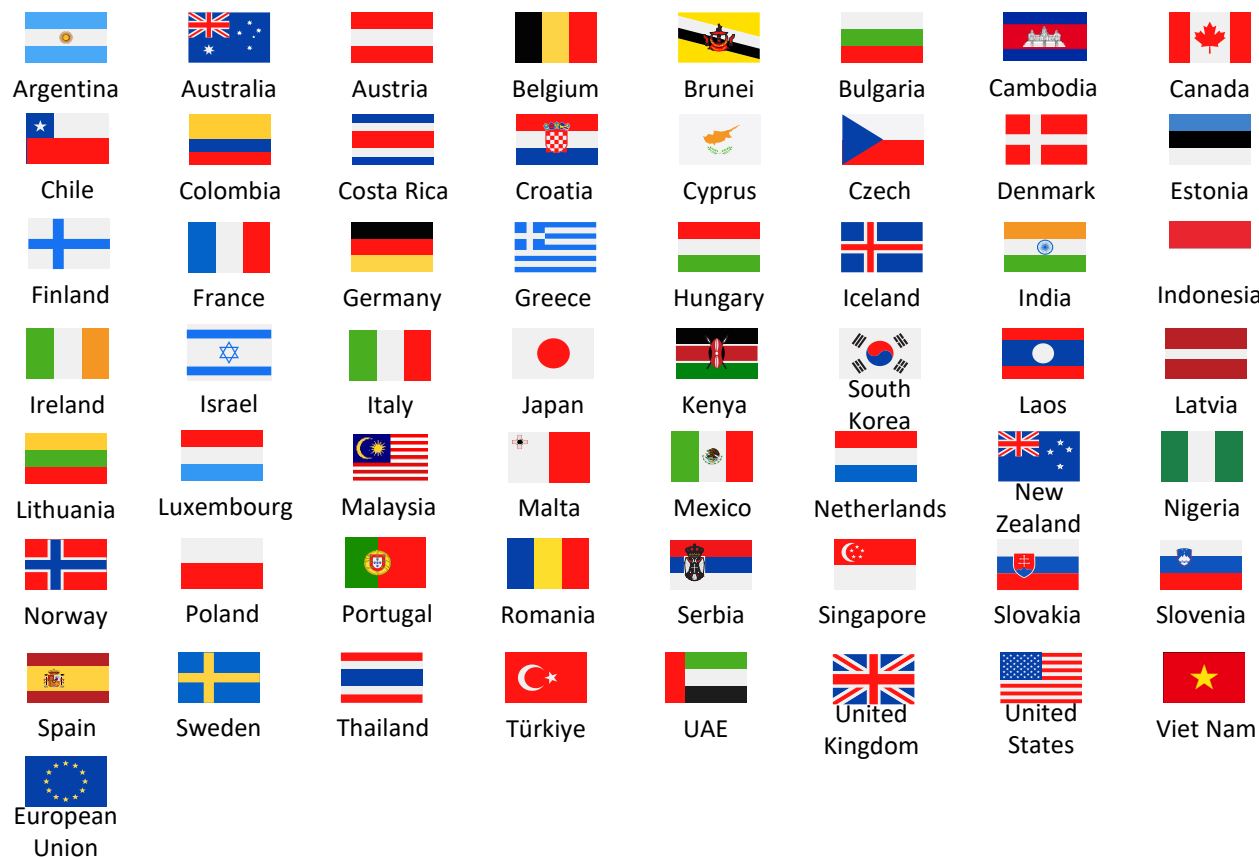 Argentina Australia Austria Belgium Brunei Bulgaria Cambodia Canada
Chile Colombia Costa Rica Croatia Cyprus Czech Denmark Estonia
Finland France Germany Greece Hungary Iceland India Indonesia
Ireland Israel Italy Japan Kenya South Korea Laos Latvia
Lithuania Luxembourg Malaysia Malta Mexico Netherlands New Zealand Nigeria
Norway Poland Portugal Romania Serbia Singapore Slovakia Slovenia
Spain Sweden Thailand Türkiye UAE United Kingdom United States Viet Nam
European
Union